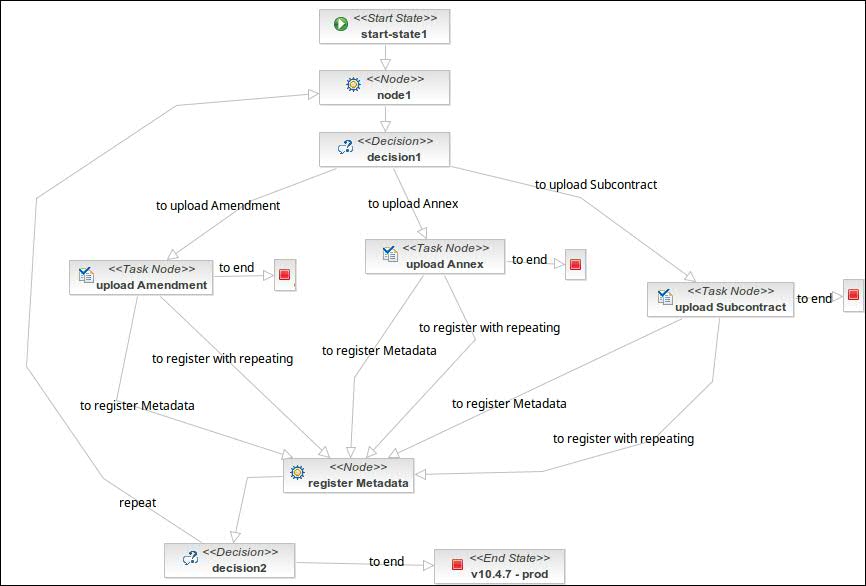 <<Start State>>
start-state1
<<Node>>
node1
<<Decision>>
decision1
to upload Amendment
to upload Annex
to upload Subcontract
<<Task Node>>
upload Amendment
to end
<<Task Node>>
upload Annex
to end
<<Task Node>>
upload Subcontract
to end
to register with repeating
to register Metadata
to register Metadata
to register with repeating
to register Metadata
to register with repeating
<<Node>>
register Metadata
repeat
<<Decision>>
decision2
to end
<<End State>>
v10.4.7 - prod